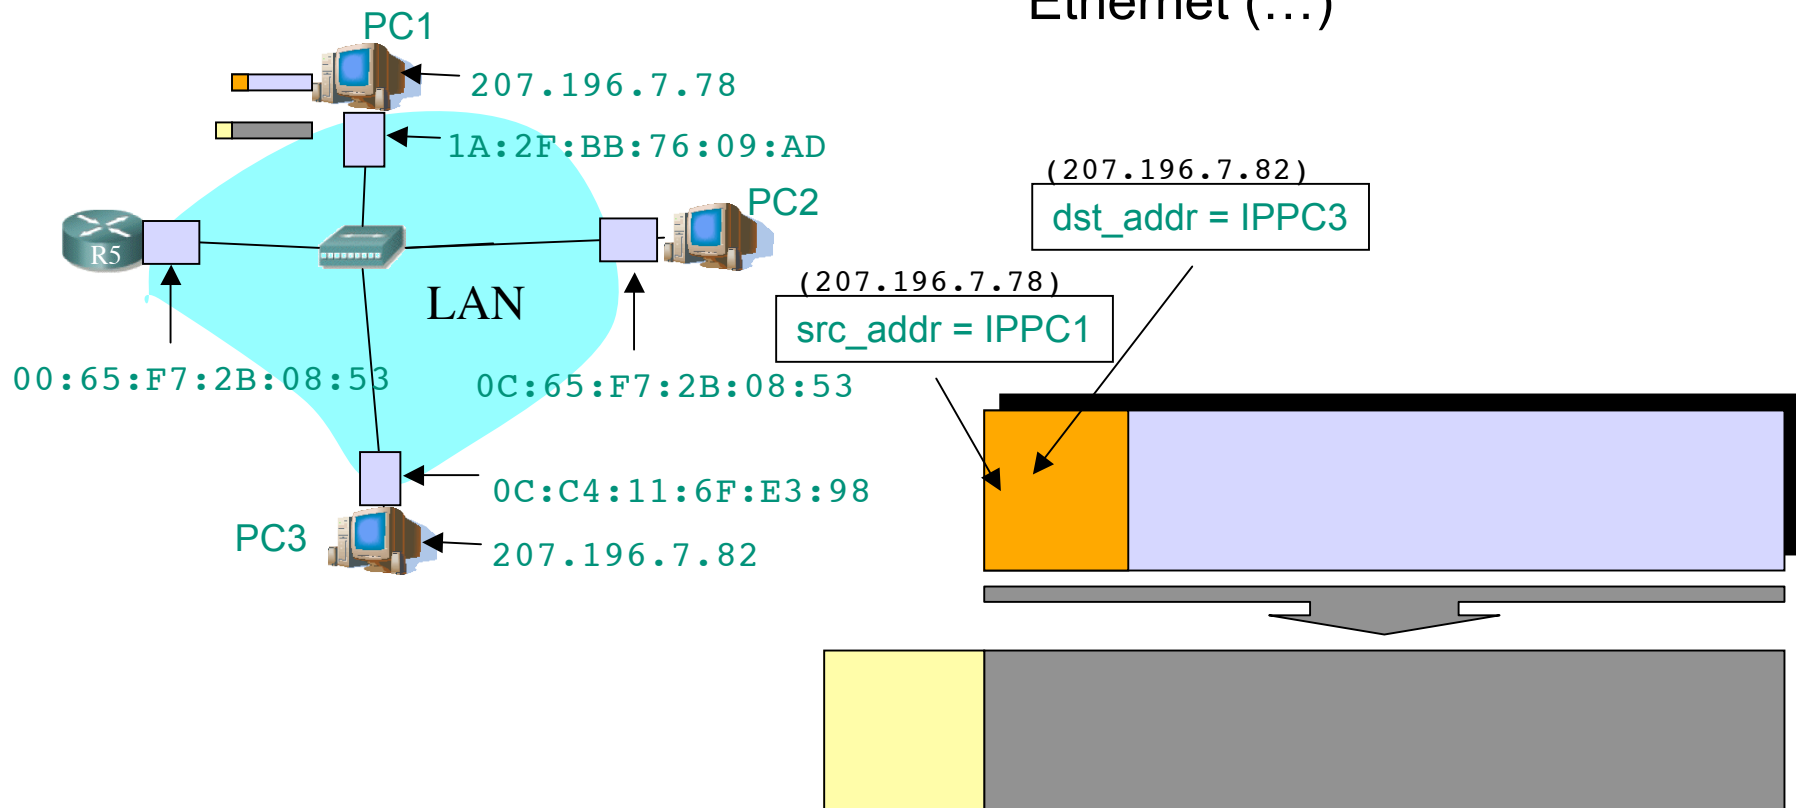 Ethernet (…)
PC1
207.196.7.78
1A:2F:BB:76:09:AD
(207.196.7.82)
dst_addr = IPPC3
PC2
R5
(207.196.7.78)
src_addr = IPPC1
LAN
00:65:F7:2B:08:53
0C:65:F7:2B:08:53
0C:C4:11:6F:E3:98
PC3
207.196.7.82